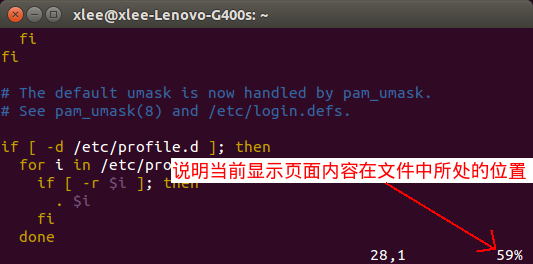 xlee@xlee-Lenovo-G400s: ~
fi
fi
# The default umask is now handled by pam_umask.
# See pam_umask(8) and /etc/login.defs.
if [ -d /etc/profile.d ]; then
for i in /etc/pro
说明当前显示页面内容在文件中所处的位置
if [ -r $i ]; then
. $i
fi
done
28,1 59%